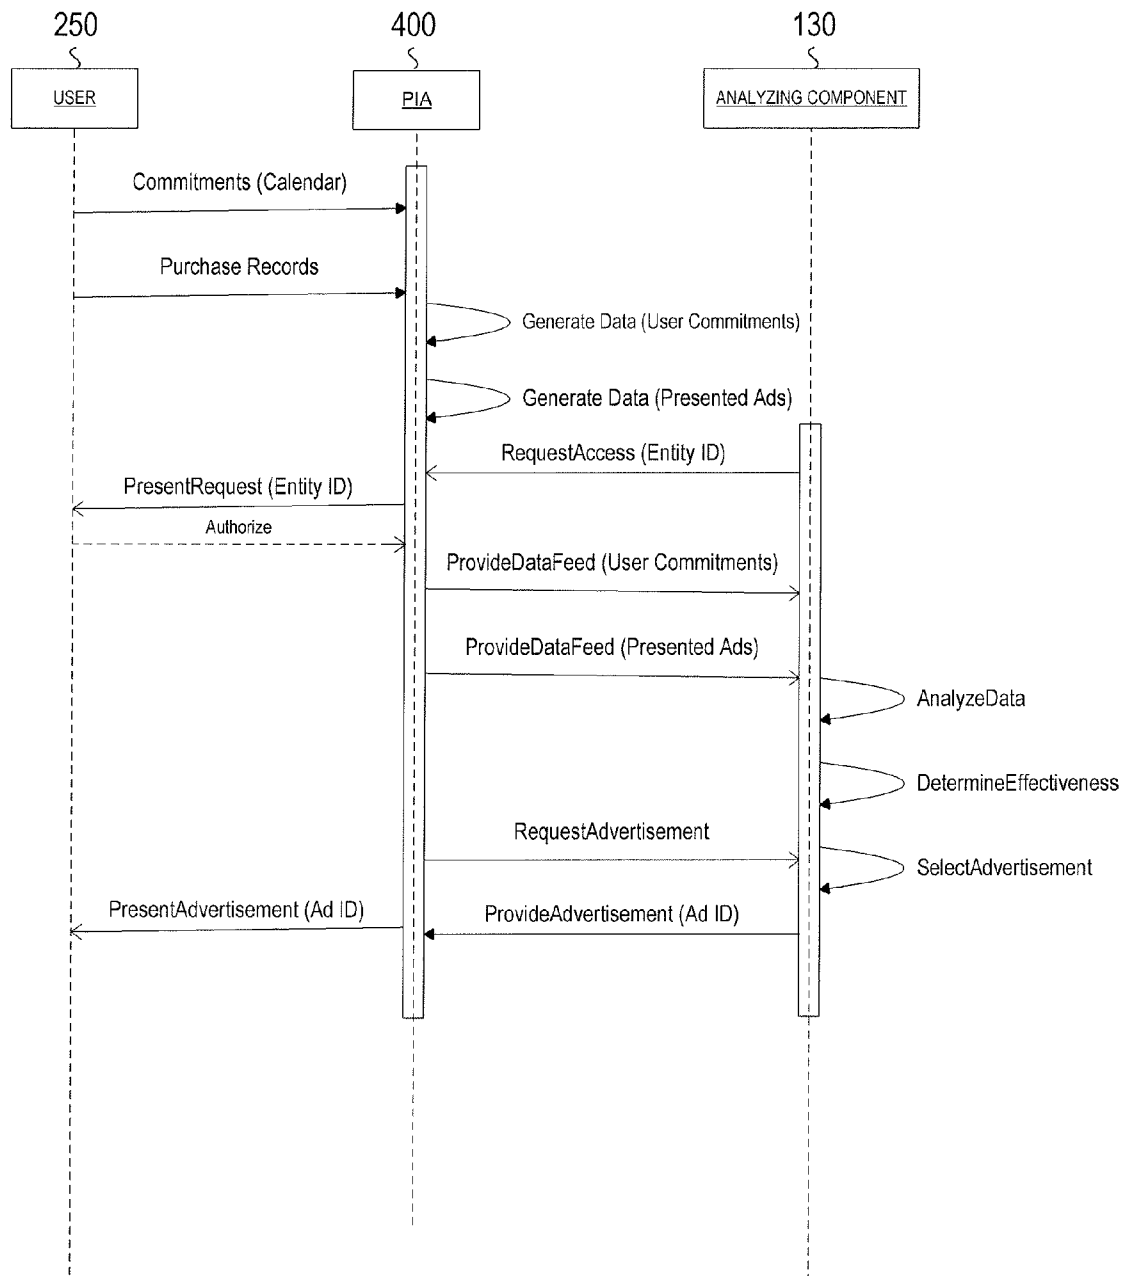 250
400
130
USER
PIA
ANALYZING COMPONENT
Commitments (Calendar)
Purchase Records
Generate Data (User Commitments)
Generate Data (Presented Ads)
RequestAccess (Entity ID)
PresentRequest (Entity ID)
Authorize
ProvideDataFeed (User Commitments)
ProvideDataFeed (Presented Ads)
AnalyzeData
DetermineEffectiveness
RequestAdvertisement
SelectAdvertisement
PresentAdvertisement (Ad ID)
ProvideAdvertisement (Ad ID)